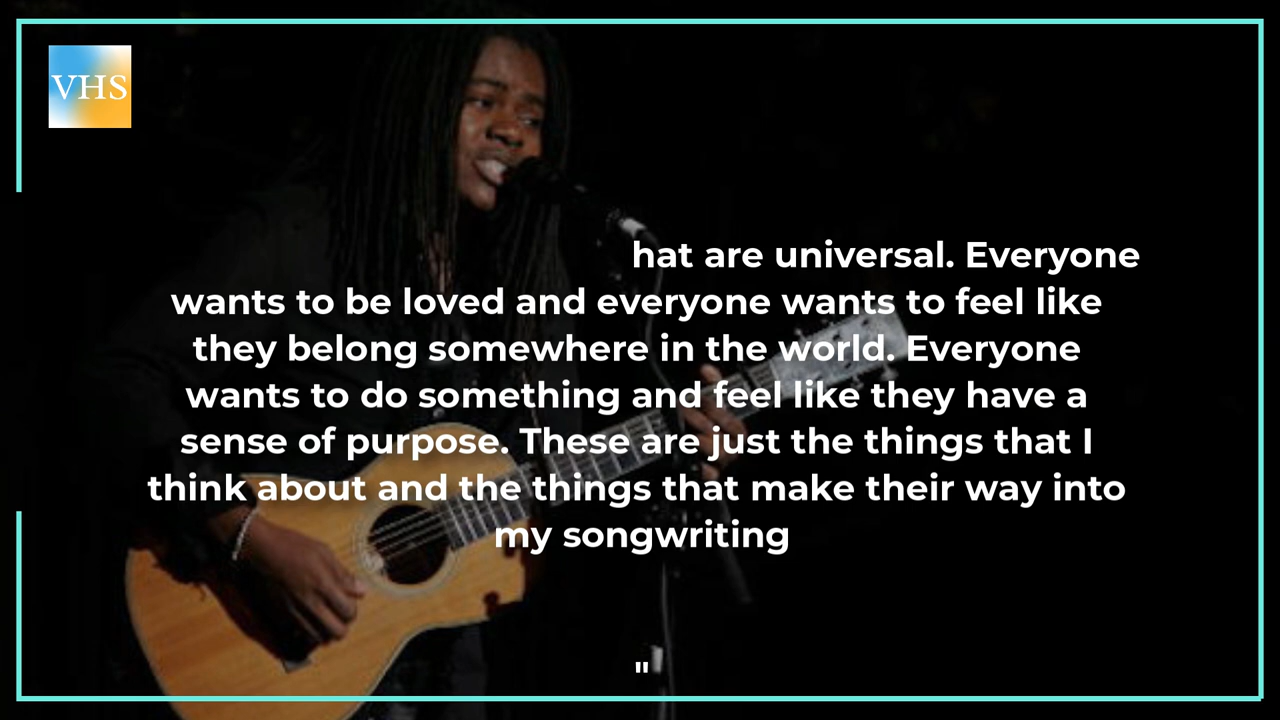 VHS
hat are universal. Everyone
wants to be loved and everyone wants to feel like
they belong somewhere in the world. Everyone
wants to do something and feel like they have a
sense of purpose. These are just the things that I
think about and the things that make their way into
my songwriting
"